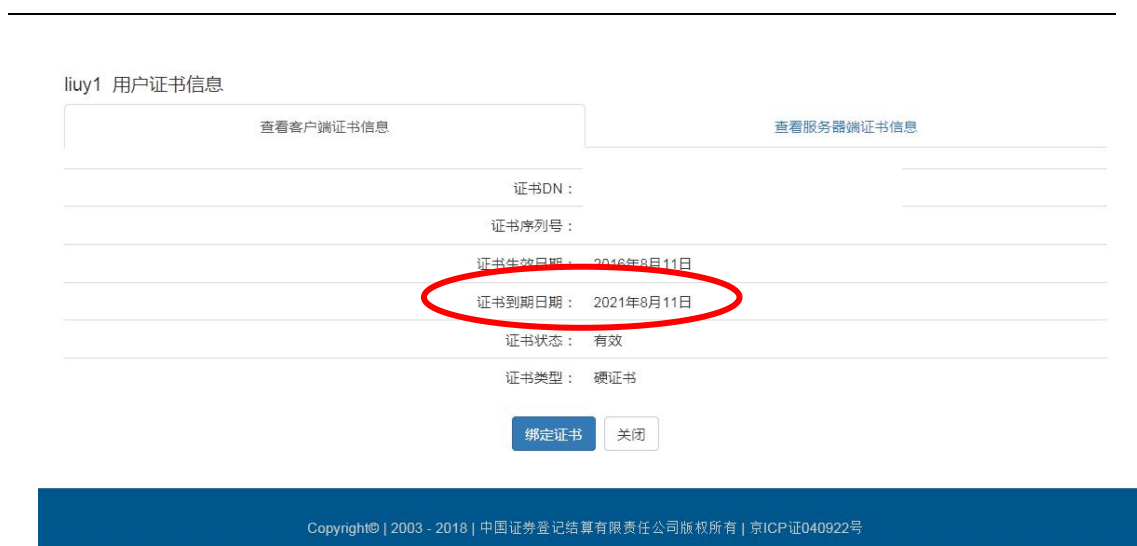 liuy1 用户证书信息
查看客户端证书信息 查看服务器端证书信息
证书DN：
证书序列号：
证书生效日期： 2016年8月11日
证书到期日期： 2021年8月11日
证书状态： 有效
证书类型： 硬证书
绑定证书 关闭
Copyright© | 2003 - 2018 | 中国证券登记结算有限责任公司版权所有 | 京ICP证040922号